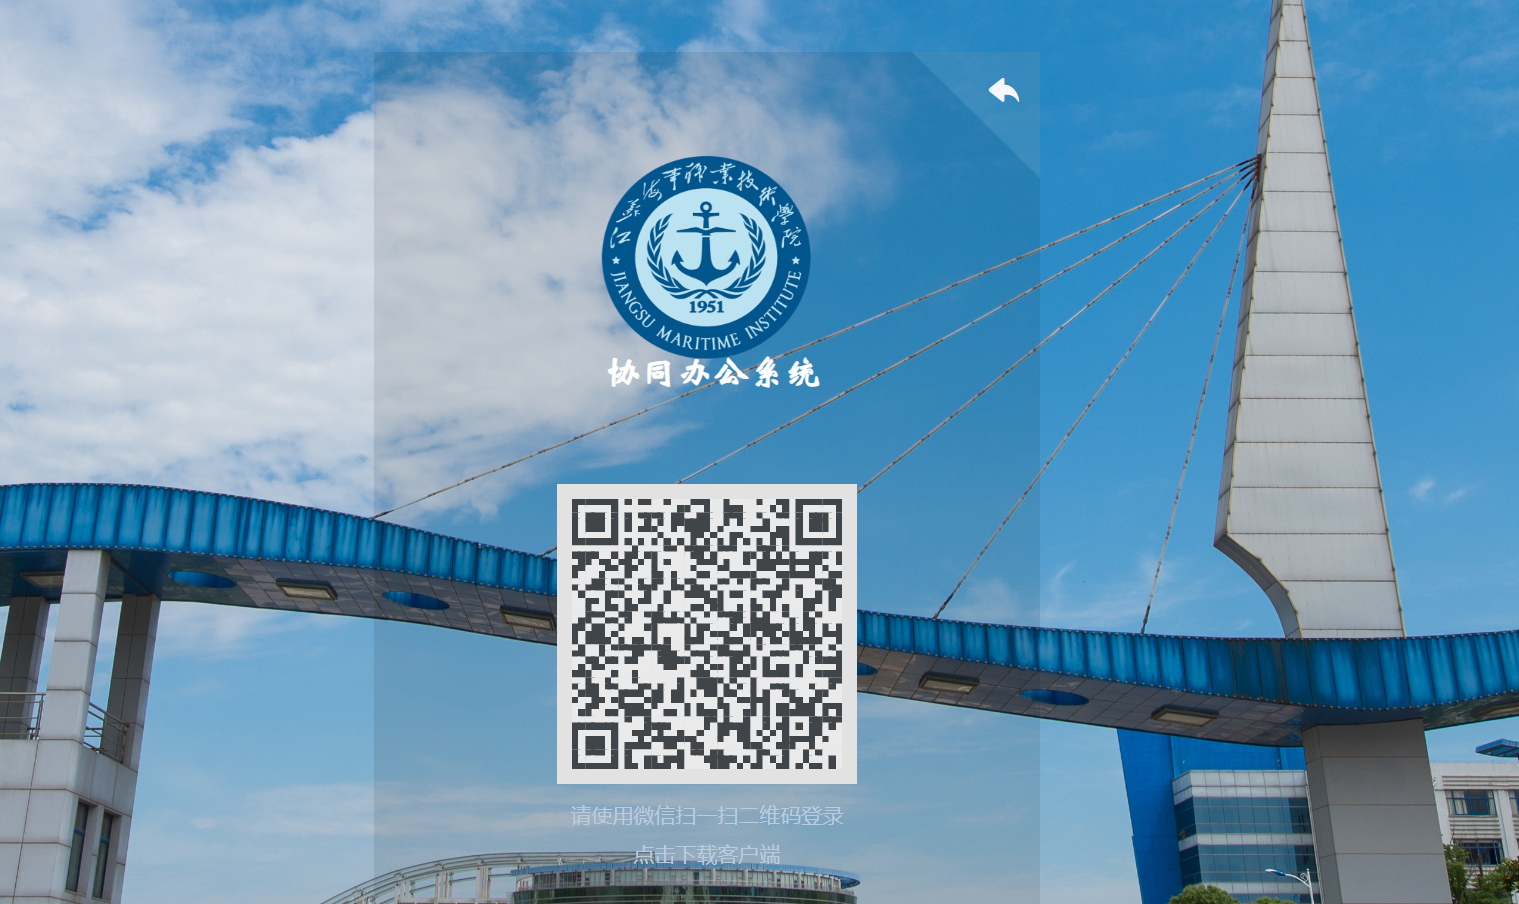 江苏海事职业技术学院
JIANGSU MARITIME INSTITUTE
1951
协同办公系统
请使用微信扫一扫二维码登录
点击下载客户端